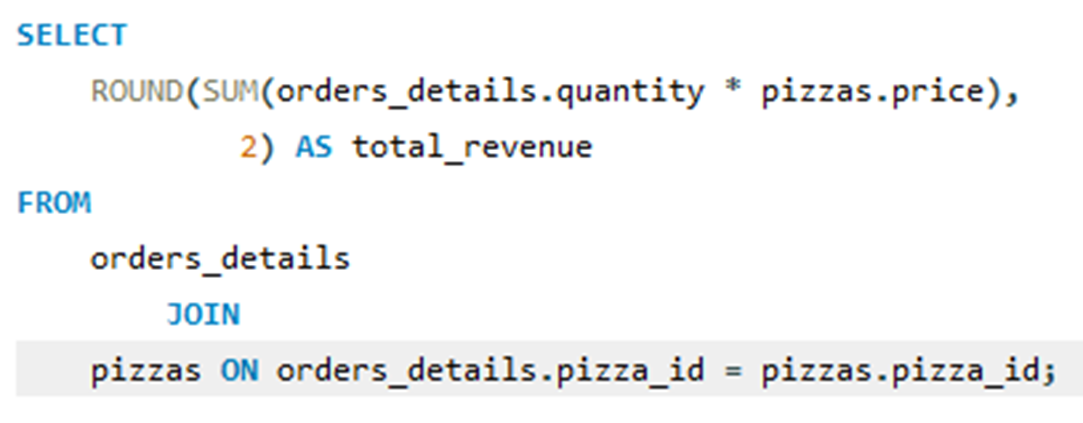 SELECT
ROUND(SUM(orders_details.quantity * pizzas.price),
2) AS total_revenue
FROM
orders_details
JOIN
pizzas ON orders_details.pizza_id = pizzas.pizza_id;